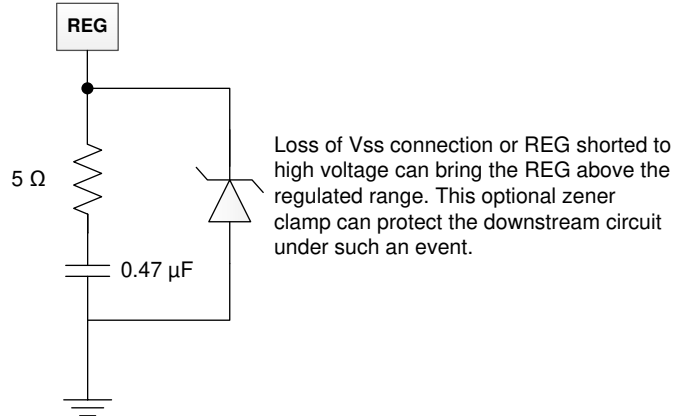 REG
5 Ω
0.47 µF
Loss of Vss connection or REG shorted to
high voltage can bring the REG above the
regulated range. This optional zener
clamp can protect the downstream circuit
under such an event.